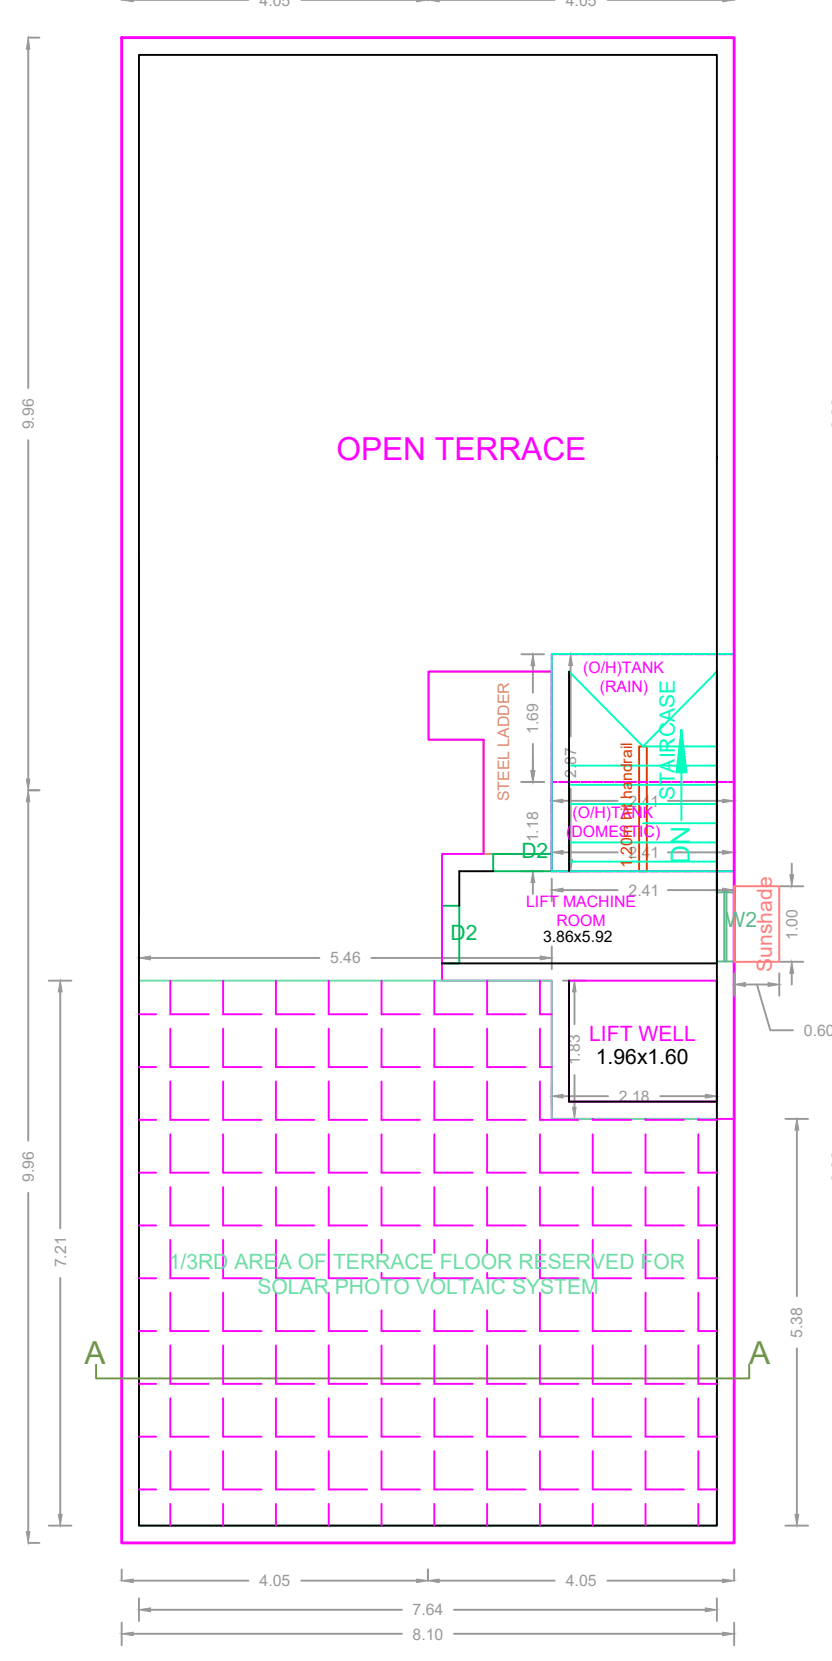 4.05
4.05
9.96
OPEN TERRACE
(O/H)TANK
(RAIN)
STEEL LADDER
1.69
2.87
STAIRCASE
1.20m ht handrail
2.41
(O/H)TANK
(DOMESTIC)
1.18
DN
D2
2.41
2.41
LIFT MACHINE
ROOM
3.86x5.92
D2
W2
Sunshade
1.00
5.46
0.60
LIFT WELL
1.96x1.60
1.83
2.18
9.96
7.21
1/3RD AREA OF TERRACE FLOOR RESERVED FOR
SOLAR PHOTO VOLTAIC SYSTEM
5.38
A
A
4.05
4.05
7.64
8.10